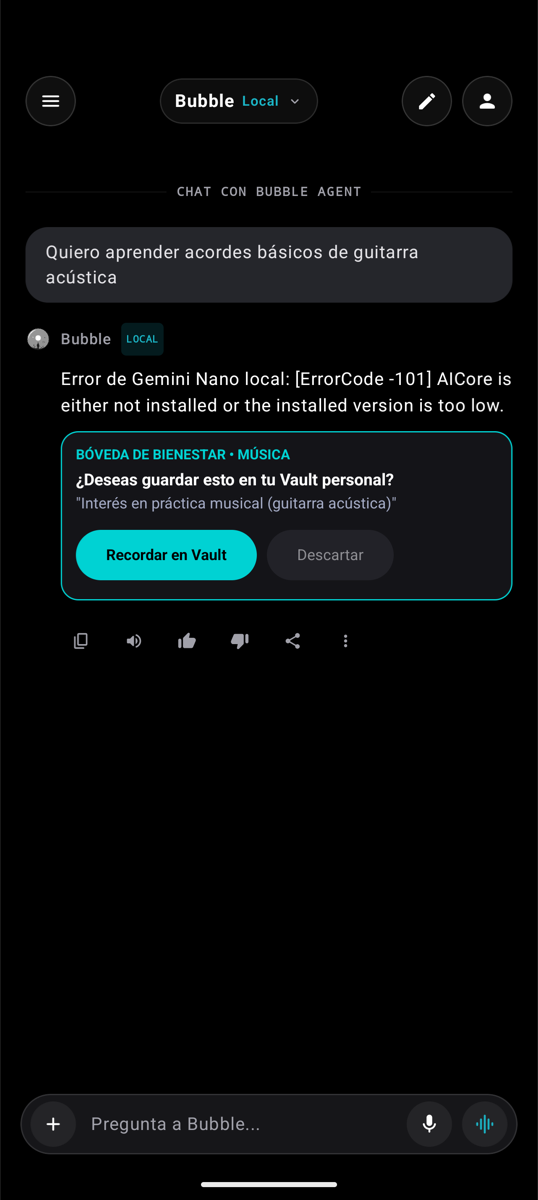 Bubble Local
CHAT CON BUBBLE AGENT
Quiero aprender acordes básicos de guitarra
acústica
Bubble LOCAL
Error de Gemini Nano local: [ErrorCode -101] AICore is
either not installed or the installed version is too low.
BÓVEDA DE BIENESTAR • MÚSICA
¿Deseas guardar esto en tu Vault personal?
"Interés en práctica musical (guitarra acústica)"
Recordar en Vault Descartar
Pregunta a Bubble...